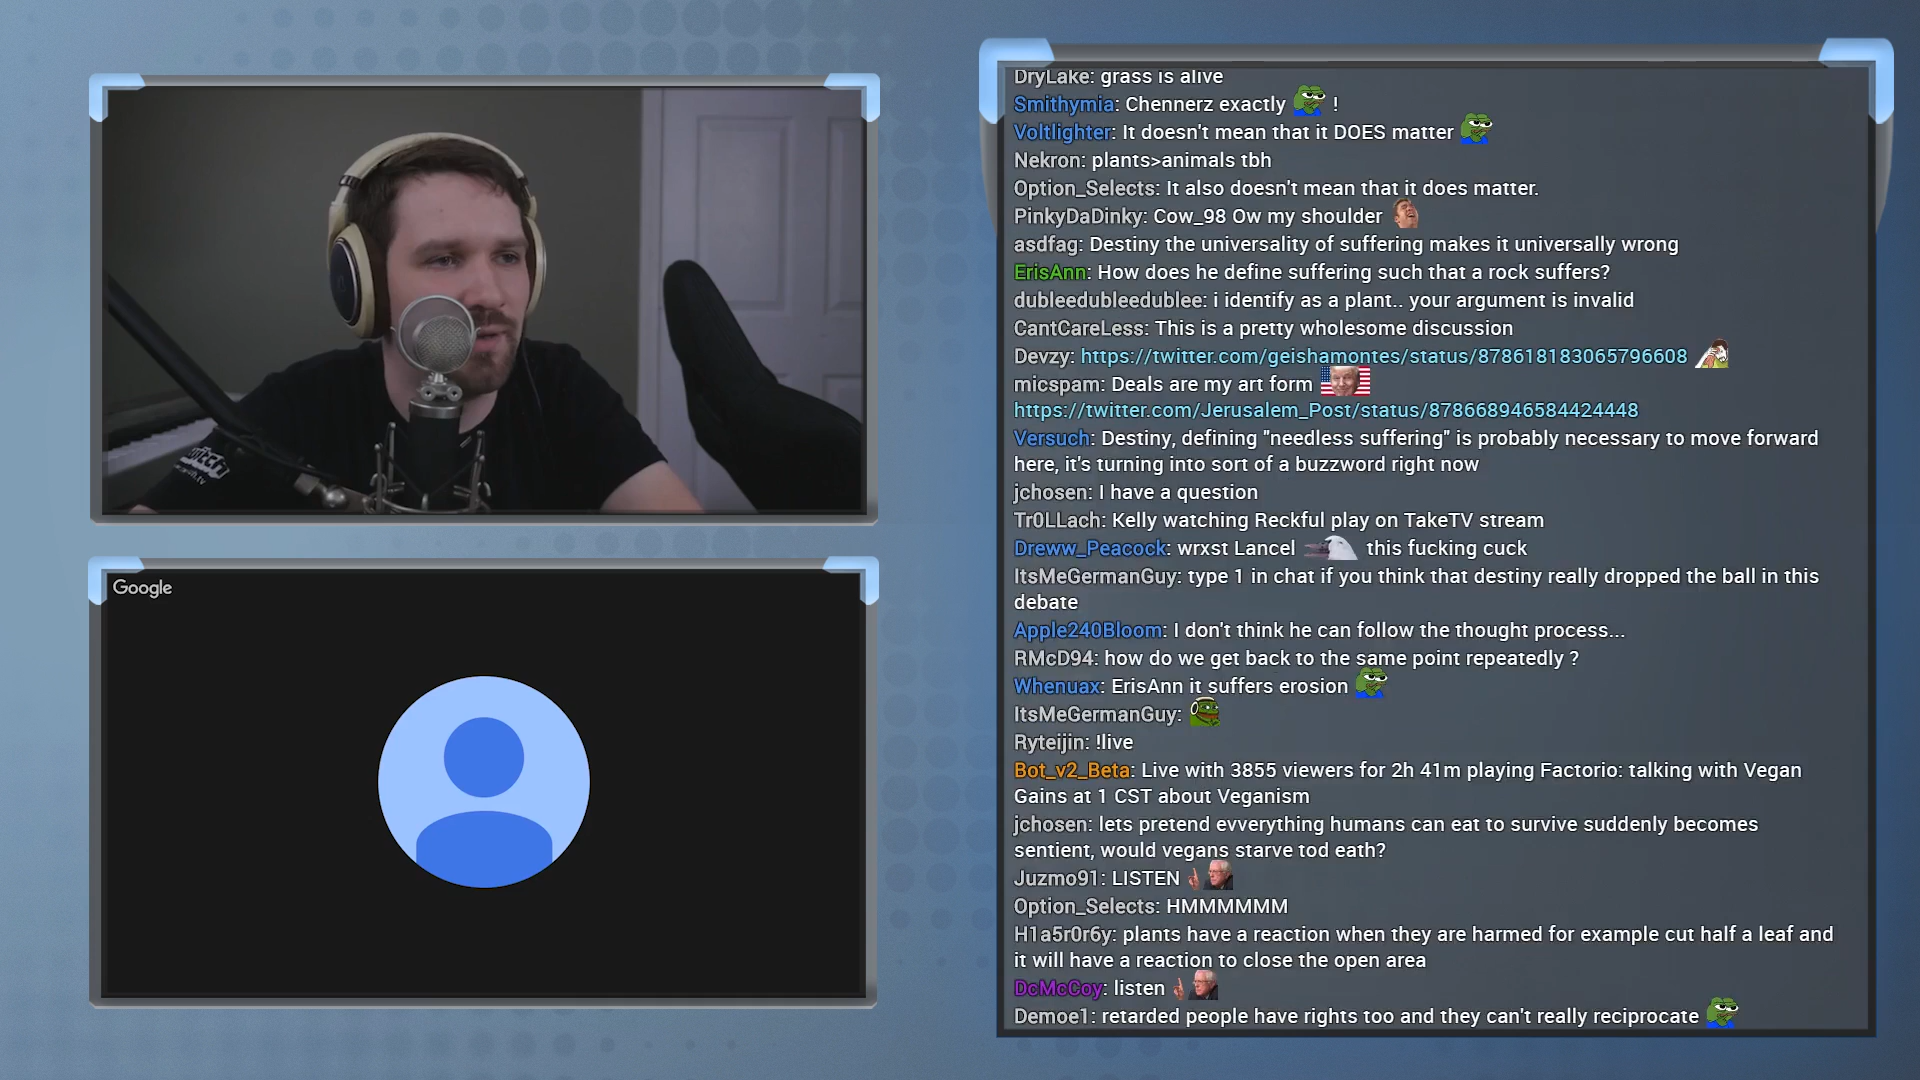 DryLake: grass is alive
Smithymia: Chennerz exactly !
Voltlighter: It doesn't mean that it DOES matter
Nekron: plants>animals tbh
Option_Selects: It also doesn't mean that it does matter.
PinkyDaDinky: Cow_98 Ow my shoulder
asdfag: Destiny the universality of suffering makes it universally wrong
ErisAnn: How does he define suffering such that a rock suffers?
dubleedubleedublee: i identify as a plant.. your argument is invalid
CantCareLess: This is a pretty wholesome discussion
Devzy: https://twitter.com/geishamontes/status/878618183065796608
micspam: Deals are my art form
https://twitter.com/Jerusalem_Post/status/878668946584424448
Versuch: Destiny, defining "needless suffering" is probably necessary to move forward
here, it's turning into sort of a buzzword right now
jchosen: I have a question
Tr0LLach: Kelly watching Reckful play on TakeTV stream
Dreww_Peacock: wrxst Lancel this fucking cuck
ItsMeGermanGuy: type 1 in chat if you think that destiny really dropped the ball in this
debate
Apple240Bloom: I don't think he can follow the thought process...
RMcD94: how do we get back to the same point repeatedly ?
Whenuax: ErisAnn it suffers erosion
ItsMeGermanGuy:
Ryteijin: !live
Bot_v2_Beta: Live with 3855 viewers for 2h 41m playing Factorio: talking with Vegan
Gains at 1 CST about Veganism
jchosen: lets pretend evverything humans can eat to survive suddenly becomes
sentient, would vegans starve tod eath?
Juzmo91: LISTEN
Option_Selects: HMMMMMM
H1a5r0r6y: plants have a reaction when they are harmed for example cut half a leaf and
it will have a reaction to close the open area
DcMcCoy: listen
Demoe1: retarded people have rights too and they can't really reciprocate
Google